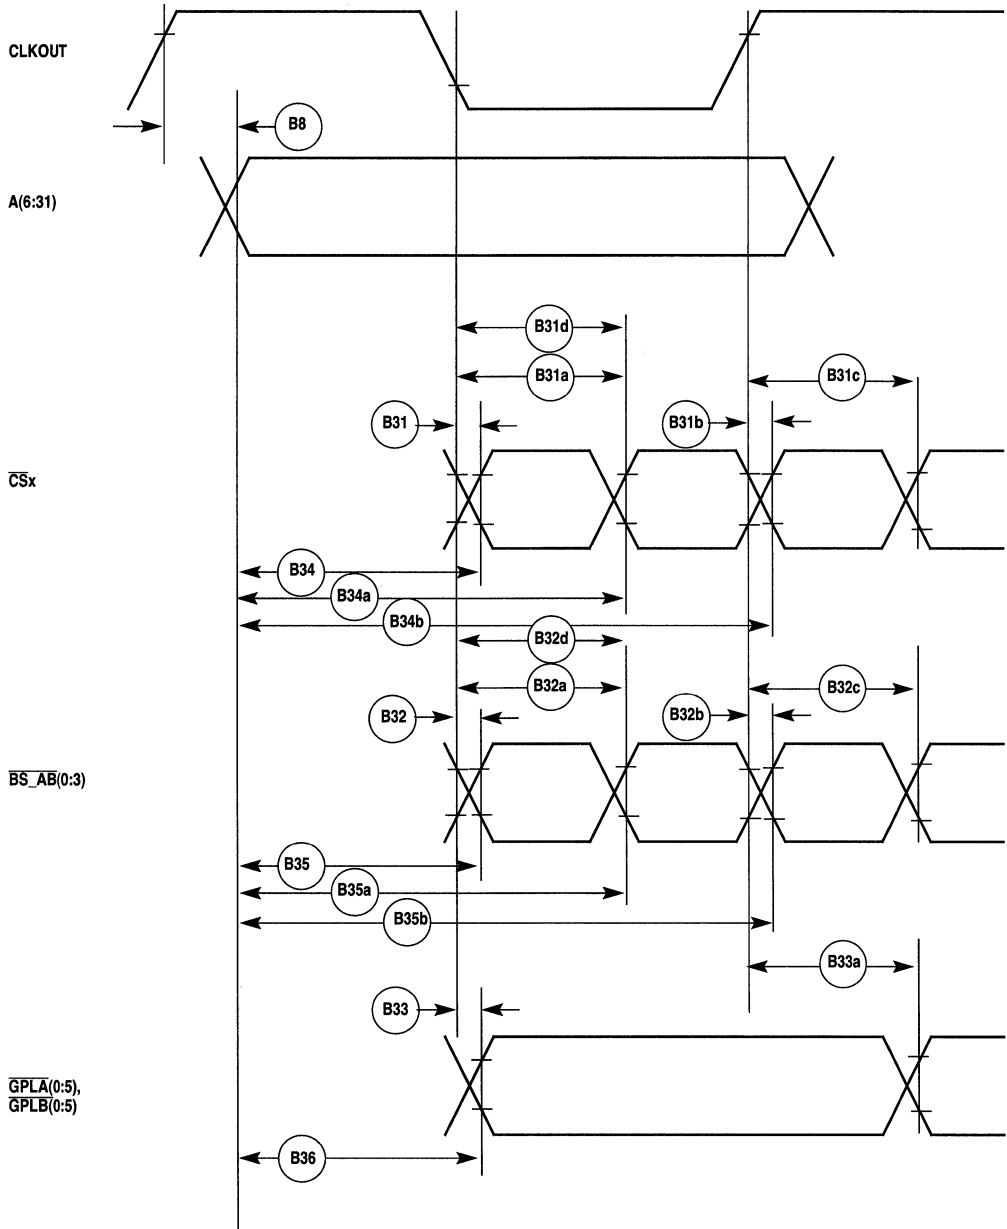 CLKOUT
B8
A(6:31)
B31d
B31a
B31c
B31
B31b
CSx
B34
B34a
B34b
B32d
B32a
B32c
B32
B32b
BS_AB(0:3)
B35
B35a
B35b
B33a
B33
GPLA(0:5),
GPLB(0:5)
B36